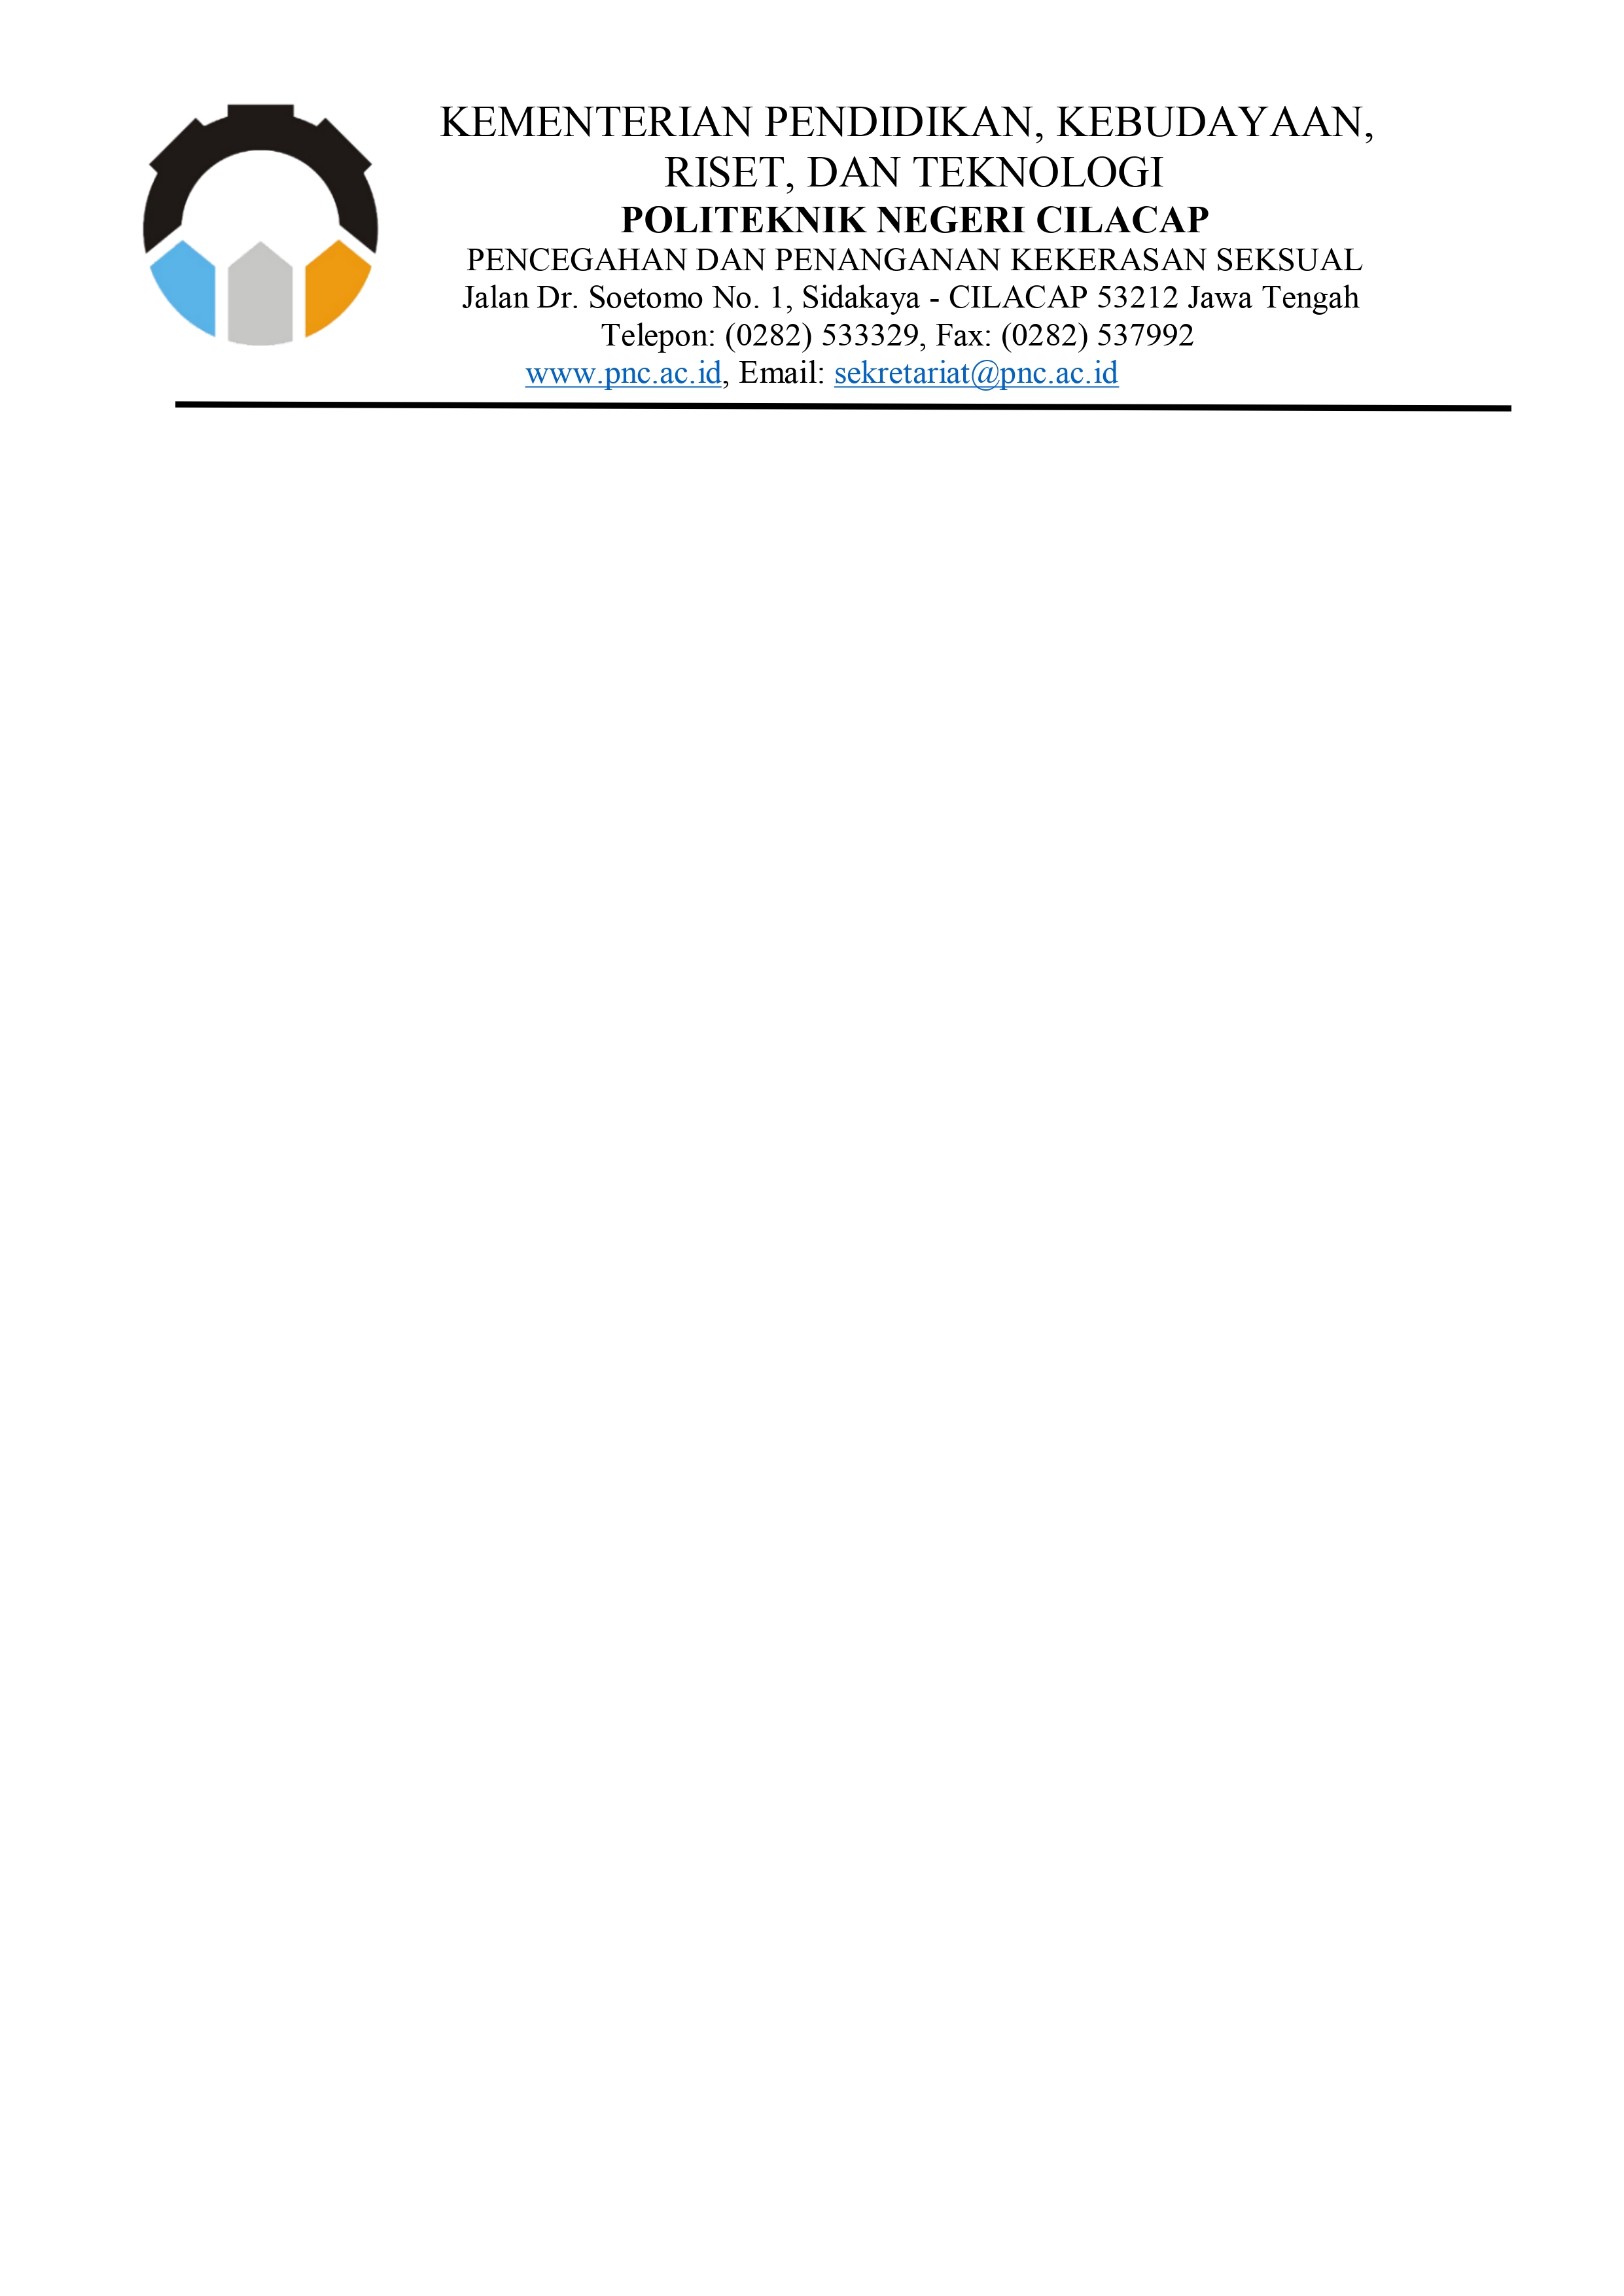 KEMENTERIAN PENDIDIKAN, KEBUDAYAAN,
RISET, DAN TEKNOLOGI
POLITEKNIK NEGERI CILACAP
PENCEGAHAN DAN PENANGANAN KEKERASAN SEKSUAL
Jalan Dr. Soetomo No. 1, Sidakaya - CILACAP 53212 Jawa Tengah
Telepon: (0282) 533329, Fax: (0282) 537992
www.pnc.ac.id, Email: sekretariat@pnc.ac.id